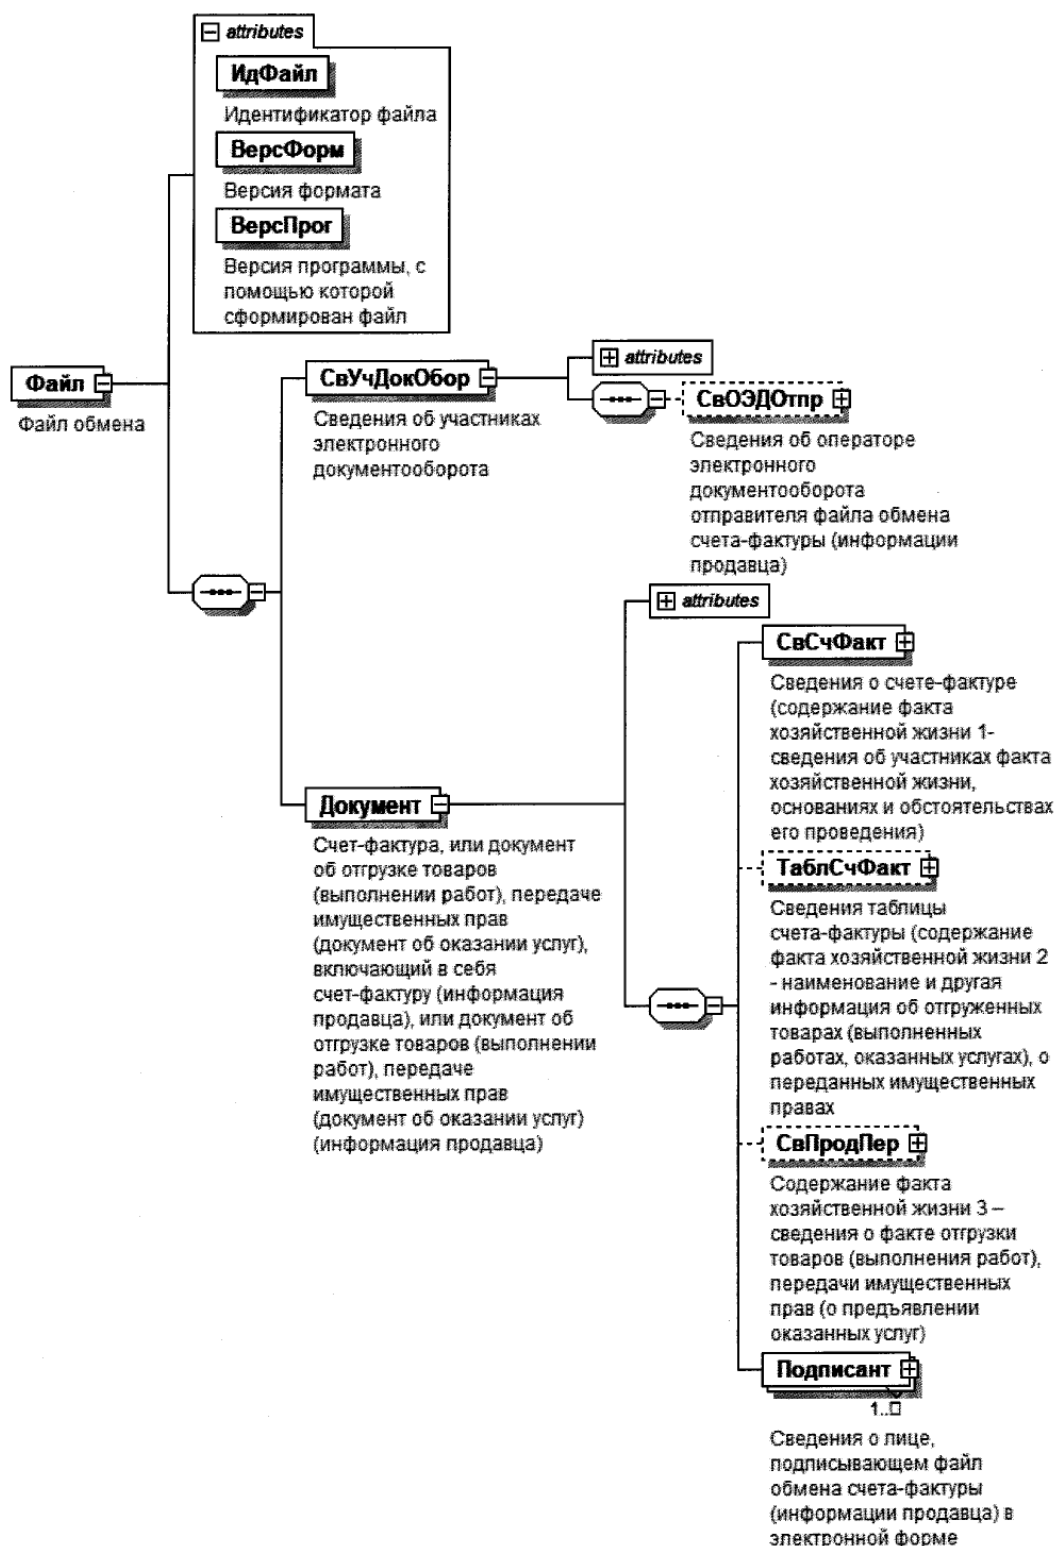 attributes
ИдФайл
Идентификатор файла
ВерсФорм
Версия формата
ВерсПрог
Версия программы, с
помощью которой
сформирован файл
Файл
Файл обмена
СвУчДокОбор
Сведения об участниках
электронного
документооборота
attributes
СвОЭДОтпр
Сведения об операторе
электронного
документооборота
отправителя файла обмена
счета-фактуры (информации
продавца)
Документ
Счет-фактура, или документ
об отгрузке товаров
(выполнении работ), передаче
имущественных прав
(документ об оказании услуг),
включающий в себя
счет-фактуру (информация
продавца), или документ об
отгрузке товаров (выполнении
работ), передаче
имущественных прав
(документ об оказании услуг)
(информация продавца)
attributes
СвСчФакт
Сведения о счете-фактуре
(содержание факта
хозяйственной жизни 1-
сведения об участниках факта
хозяйственной жизни,
основаниях и обстоятельствах
его проведения)
ТаблСчФакт
Сведения таблицы
счета-фактуры (содержание
факта хозяйственной жизни 2
- наименование и другая
информация об отгруженных
товарах (выполненных
работах, оказанных услугах), о
переданных имущественных
правах
СвПродПер
Содержание факта
хозяйственной жизни 3 –
сведения о факте отгрузки
товаров (выполнения работ),
передачи имущественных
прав (о предъявлении
оказанных услуг)
Подписант
1..□
Сведения о лице,
подписывающем файл
обмена счета-фактуры
(информации продавца) в
электронной форме